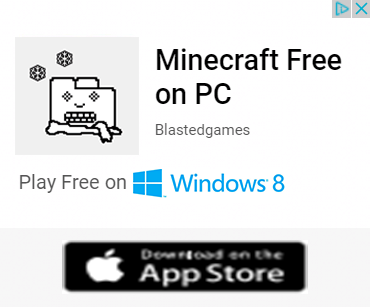 Minecraft Free
on PC
Blastedgames
Play Free on Windows 8
Download on the
App Store